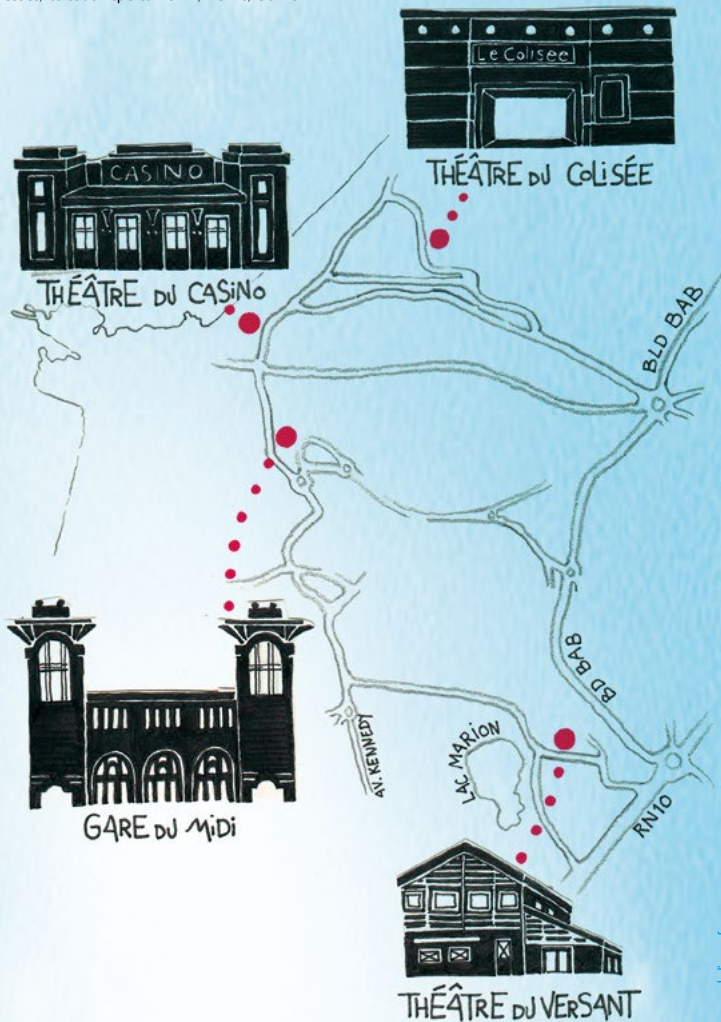 Le Colisee
THÉÂTRE DU COLISÉE
CASINO
THÉÂTRE DU CASINO
BLD BAB
BD BAB
AV. KENNEDY
LAC MARION
RN10
GARE DU MIDI
THÉÂTRE DU VERSANT